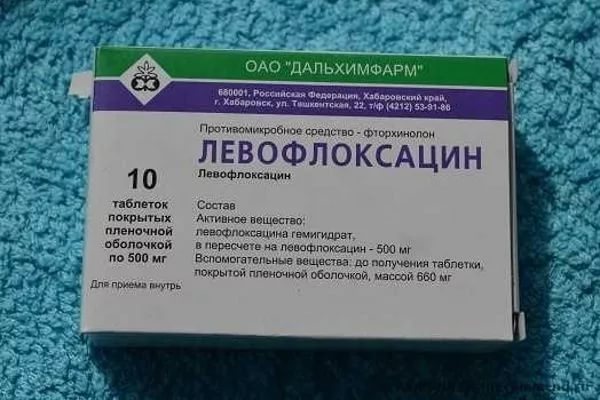 ОАО "ДАЛЬХИМФАРМ"
680001, Российская Федерация, Хабаровский край,
г. Хабаровск, ул. Ташкентская, 22, т/ф (4212) 53-91-86
Противомикробное средство - фторхинолон
ЛЕВОФЛОКСАЦИН
Левофлоксацин
10
таблеток
покрытых
пленочной
оболочкой
по 500 мг
Для приема внутрь
Состав
Активное вещество:
левофлоксацина гемигидрат,
в пересчете на левофлоксацин - 500 мг
Вспомогательные вещества: до получения таблетки,
покрытой пленочной оболочкой, массой 660 мг